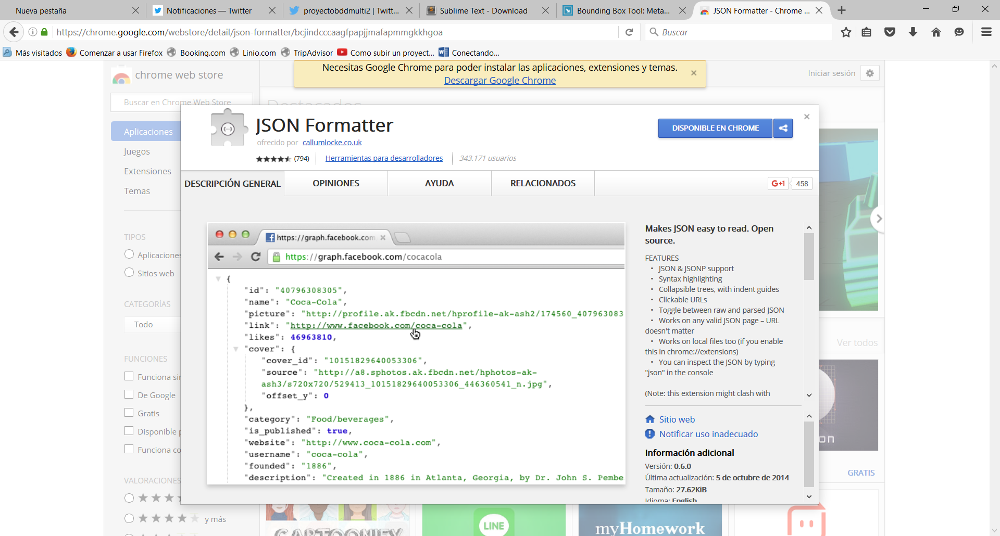 Nueva pestaña
Notificaciones — Twitter
proyectobddmulti2 | Twitt...
Sublime Text - Download
Bounding Box Tool: Meta...
JSON Formatter - Chrome ...
https://chrome.google.com/webstore/detail/json-formatter/bcjindcccaagfpapjjmafapmmgkkhgoa
Buscar
Más visitados
Comenzar a usar Firefox
Booking.com
Linio.com
TripAdvisor
Como subir un proyect...
Conectando...
chrome web store
Necesitas Google Chrome para poder instalar las aplicaciones, extensiones y temas.
Descargar Google Chrome
Iniciar sesión
Buscar en Chrome Web Store
Destacados
Aplicaciones
Juegos
Extensiones
Temas
TIPOS
Aplicaciones
Sitios web
CATEGORÍAS
Todo
FUNCIONES
Funciona
De Google
Gratis
Disponible
Funciona
VALORACIONES
y más
JSON Formatter
ofrecido por callumlocke.co.uk
(794)
Herramientas para desarrolladores
343.171 usuarios
DISPONIBLE EN CHROME
DESCRIPCIÓN GENERAL
OPINIONES
AYUDA
RELACIONADOS
G+1
458
https://graph.facebook.com
https://graph.facebook.com/cocacola
{
"id": "40796308305",
"name": "Coca-Cola",
"picture": "http://profile.ak.fbcdn.net/hprofile-ak-ash2/174560_407963083
"link": "http://www.facebook.com/coca-cola",
"likes": 46963810,
"cover": {
"cover_id": "10151829640053306",
"source": "http://a8.sphotos.ak.fbcdn.net/hphotos-ak-
ash3/s720x720/529413_10151829640053306_446360541_n.jpg",
"offset_y": 0
},
"category": "Food/beverages",
"is_published": true,
"website": "http://www.coca-cola.com",
"username": "coca-cola",
"founded": "1886",
"description": "Created in 1886 in Atlanta, Georgia, by Dr. John S. Pembe
Makes JSON easy to read. Open
source.
FEATURES
• JSON & JSONP support
• Syntax highlighting
• Collapsible trees, with indent guides
• Clickable URLs
• Toggle between raw and parsed JSON
• Works on any valid JSON page – URL
doesn't matter
• Works on local files too (if you enable
this in chrome://extensions)
• You can inspect the JSON by typing
"json" in the console
(Note: this extension might clash with
Sitio web
Notificar uso inadecuado
Información adicional
Versión: 0.6.0
Última actualización: 5 de octubre de 2014
Tamaño: 27.62KiB
Idioma: English
Ver todos
GRATIS
CARTOONIFY
LINE
myHomework